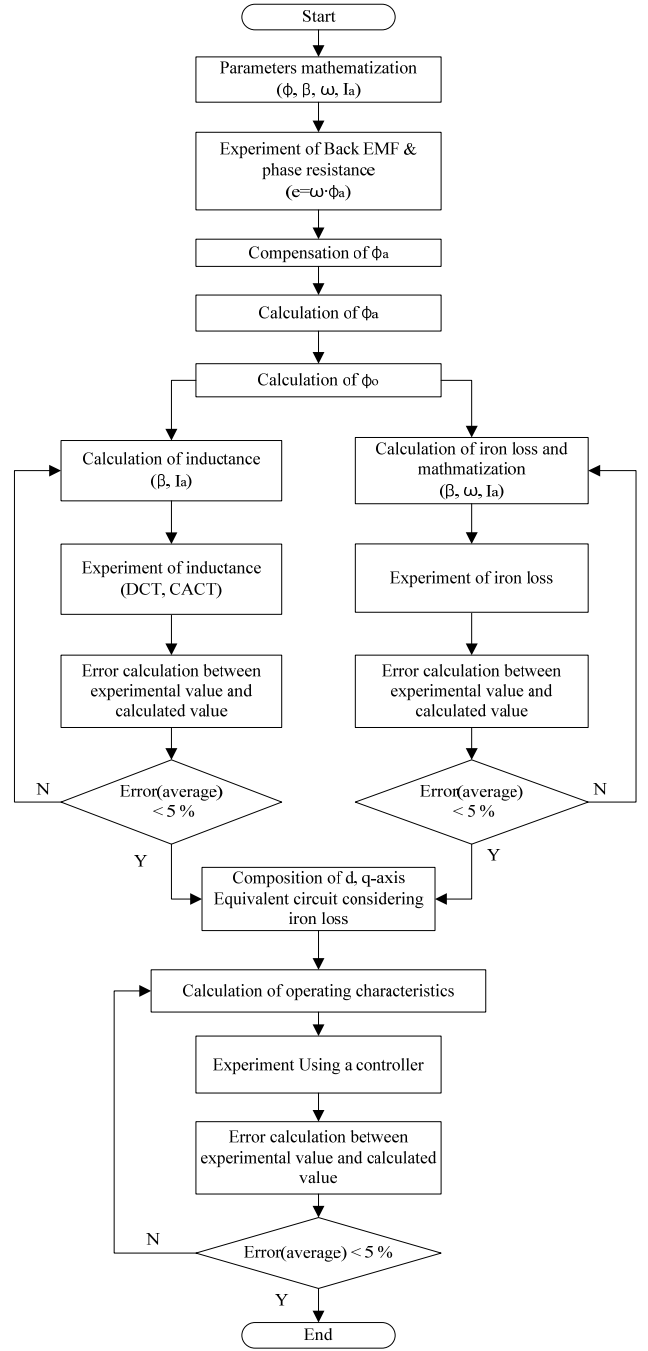 Start
Parameters mathematization
(ϕ, β, ω, Ia)
Experiment of Back EMF &
phase resistance
(e=ω·ϕa)
Compensation of ϕa
Calculation of ϕa
Calculation of ϕo
Calculation of inductance
(β, Ia)
Experiment of inductance
(DCT, CACT)
Error calculation between
experimental value and
calculated value
Error(average)
< 5 %
N
Y
Calculation of iron loss and
mathmatization
(β, ω, Ia)
Experiment of iron loss
Error calculation between
experimental value and
calculated value
Error(average)
< 5 %
N
Y
Composition of d, q-axis
Equivalent circuit considering
iron loss
Calculation of operating characteristics
Experiment Using a controller
Error calculation between
experimental value and calculated
value
Error(average) < 5 %
N
Y
End